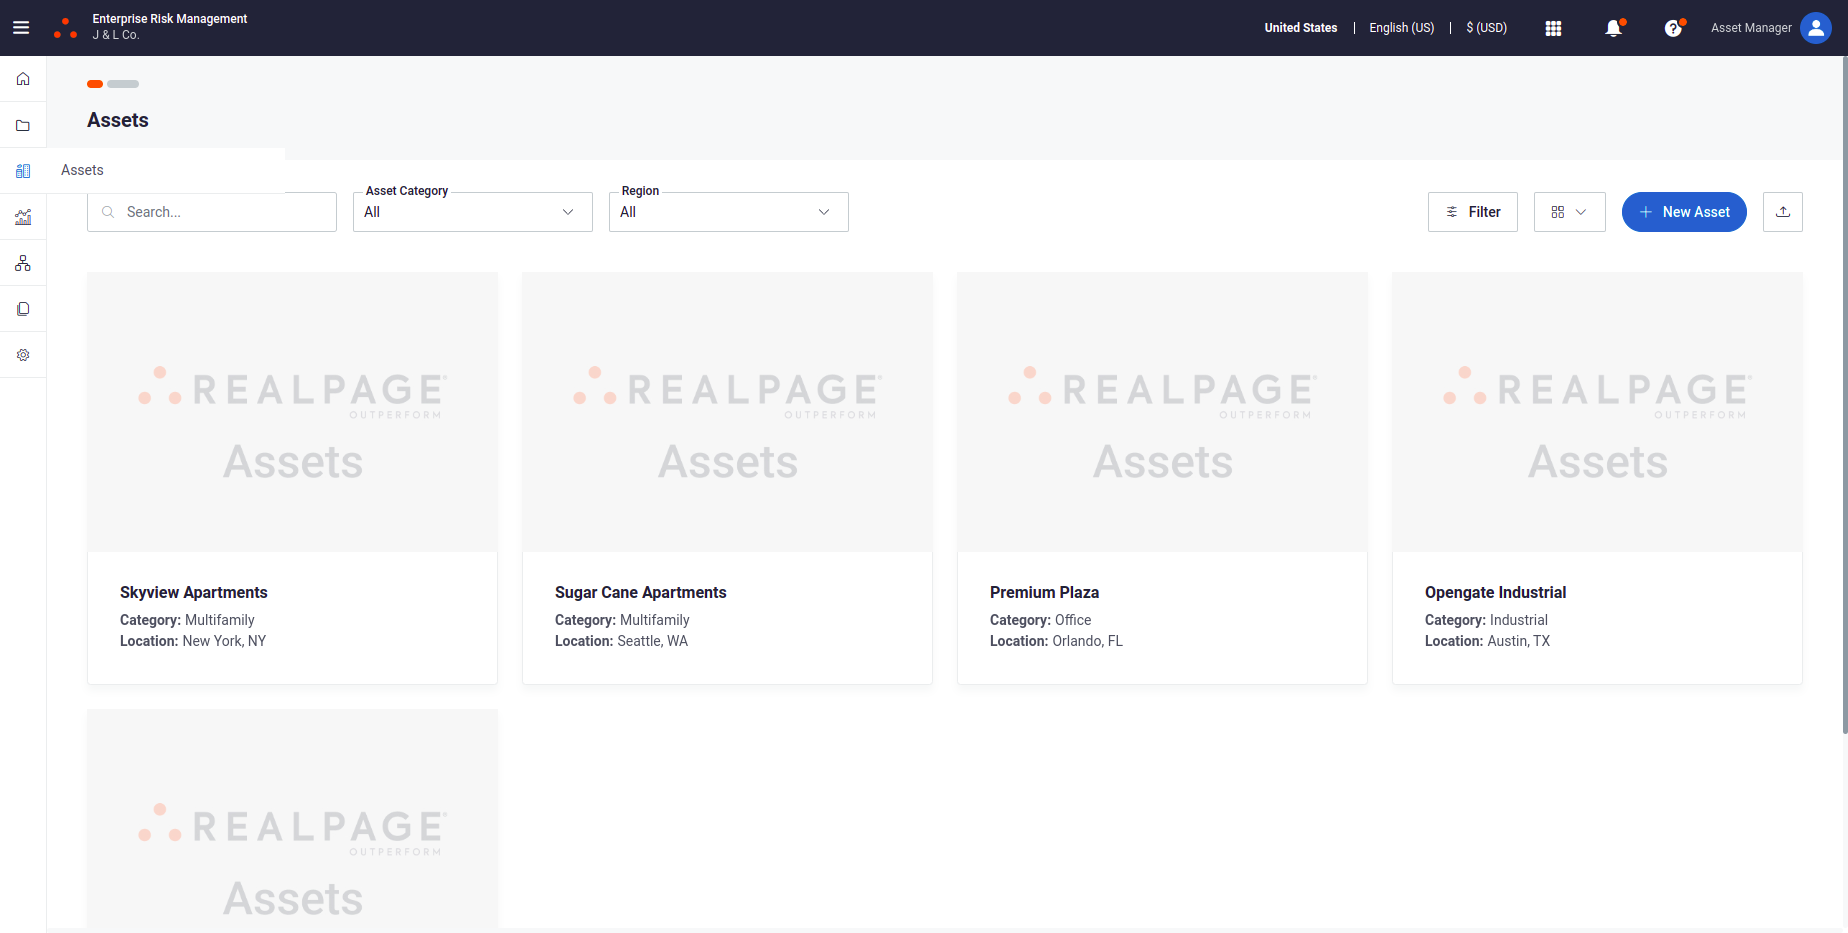 Enterprise Risk Management
J & L Co.
United States | English (US) | $ (USD)
? Asset Manager
Assets
Assets
Search...
Asset Category
All
Region
All
Filter
New Asset
REALPAGE®
OUTPERFORM
Assets
REALPAGE®
OUTPERFORM
Assets
REALPAGE®
OUTPERFORM
Assets
REALPAGE®
OUTPERFORM
Assets
Skyview Apartments
Category: Multifamily
Location: New York, NY
Sugar Cane Apartments
Category: Multifamily
Location: Seattle, WA
Premium Plaza
Category: Office
Location: Orlando, FL
Opengate Industrial
Category: Industrial
Location: Austin, TX
REALPAGE®
OUTPERFORM
Assets